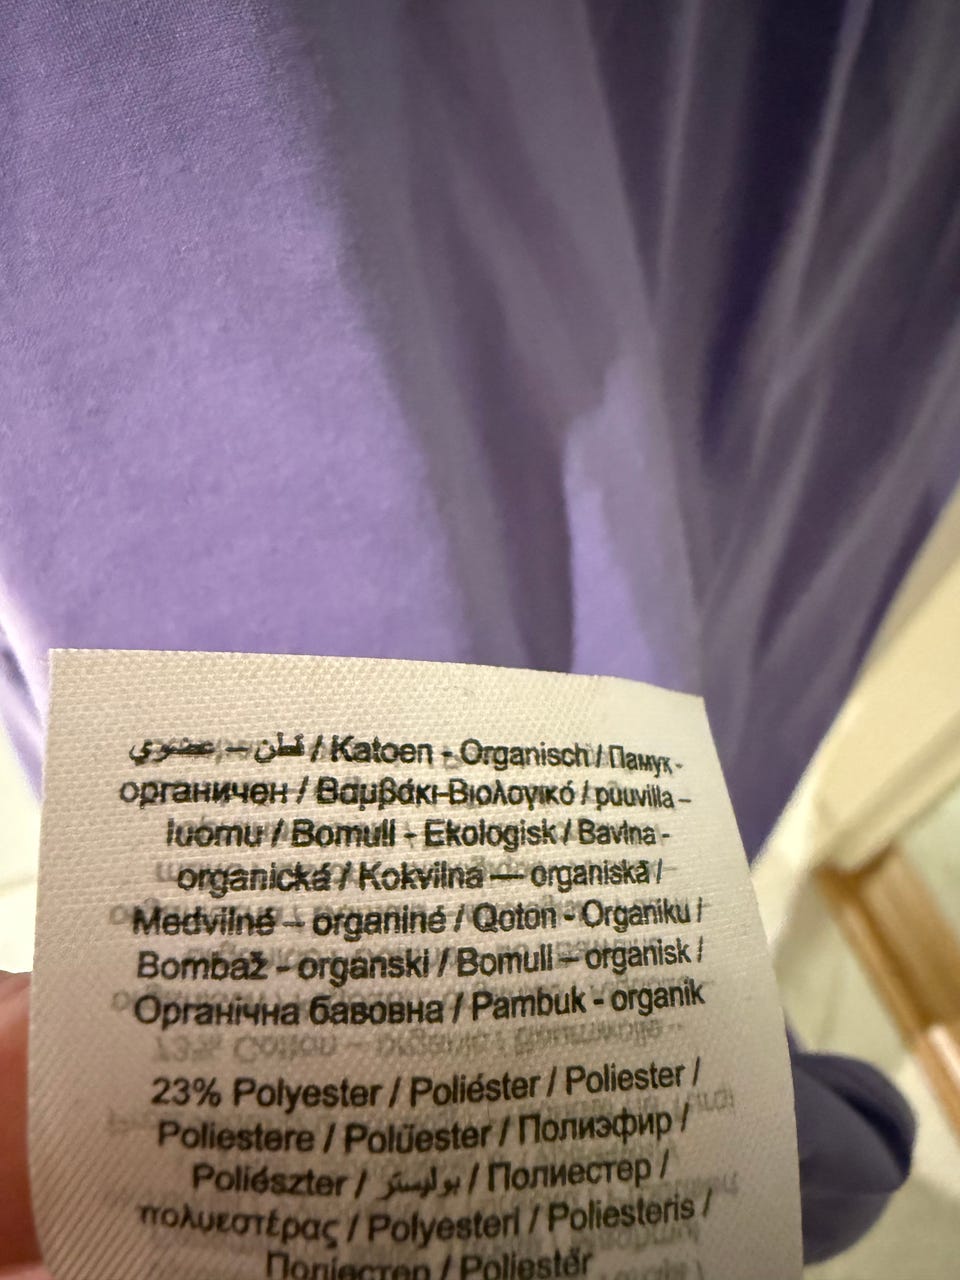 قطن – عضوي / Katoen - Organisch / Памук -
органичен / Βαμβάκι-Βιολογικό / puuvilla –
luomu / Bomull - Ekologisk / Bavlna -
organická / Kokvilna — organiskā /
Medvilnė – organinė / Qoton - Organiku /
Bombaž - organski / Bomull – organisk /
Органічна бавовна / Pambuk - organik
23% Polyester / Poliéster / Poliester /
Poliestere / Polüester / Полиэфир /
Poliészter / بوليستر / Полиестер /
πολυεστέρας / Polyesteri / Poliesteris /
Поліестер / Poliestër